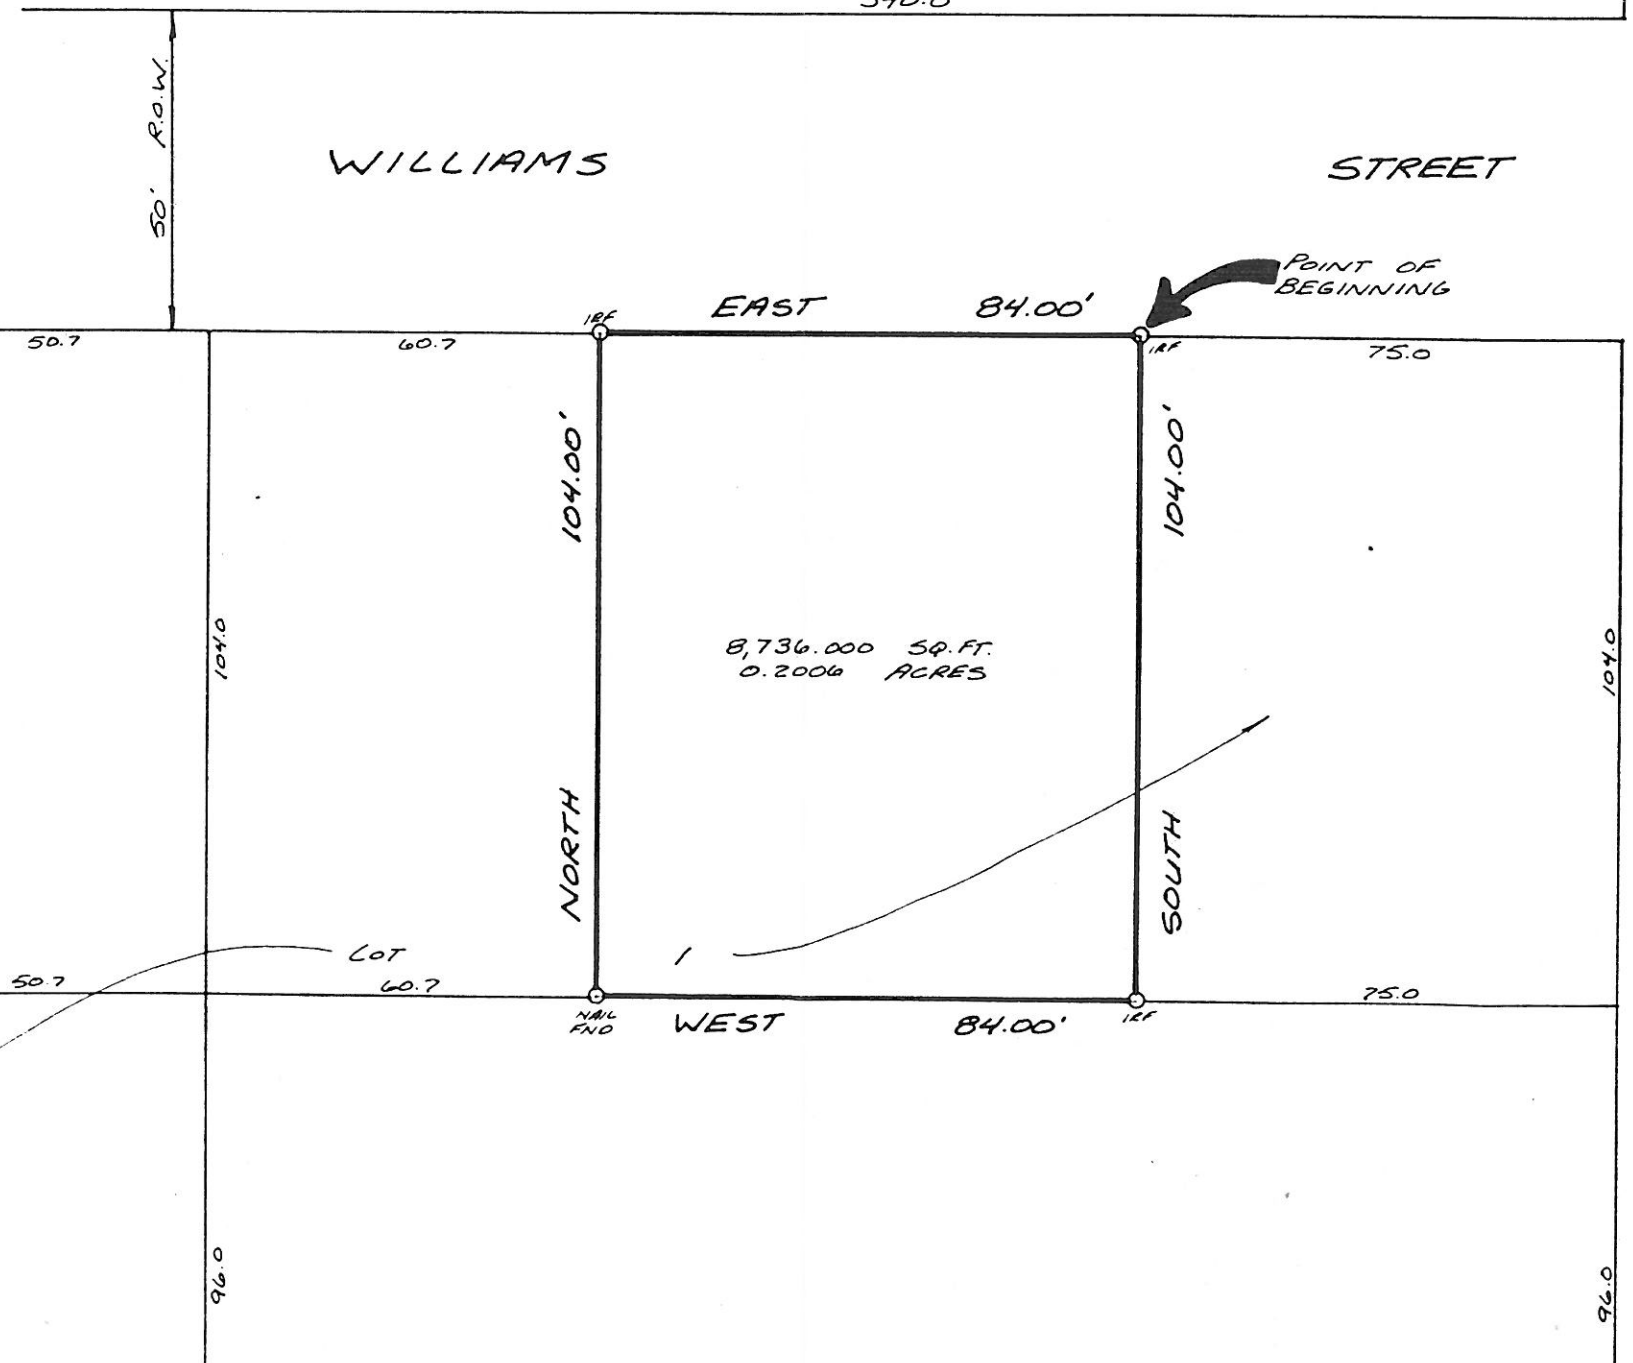 50' R.O.W.
WILLIAMS STREET
POINT OF
BEGINNING
EAST 84.00'
IRF
IRF
50.7
60.7
75.0
104.00'
104.00'
104.0
104.0
8,736.000 SQ.FT.
0.2006 ACRES
NORTH
SOUTH
LOT 1
50.7
60.7
75.0
NAIL
FND
WEST 84.00'
IRF
96.0
96.0